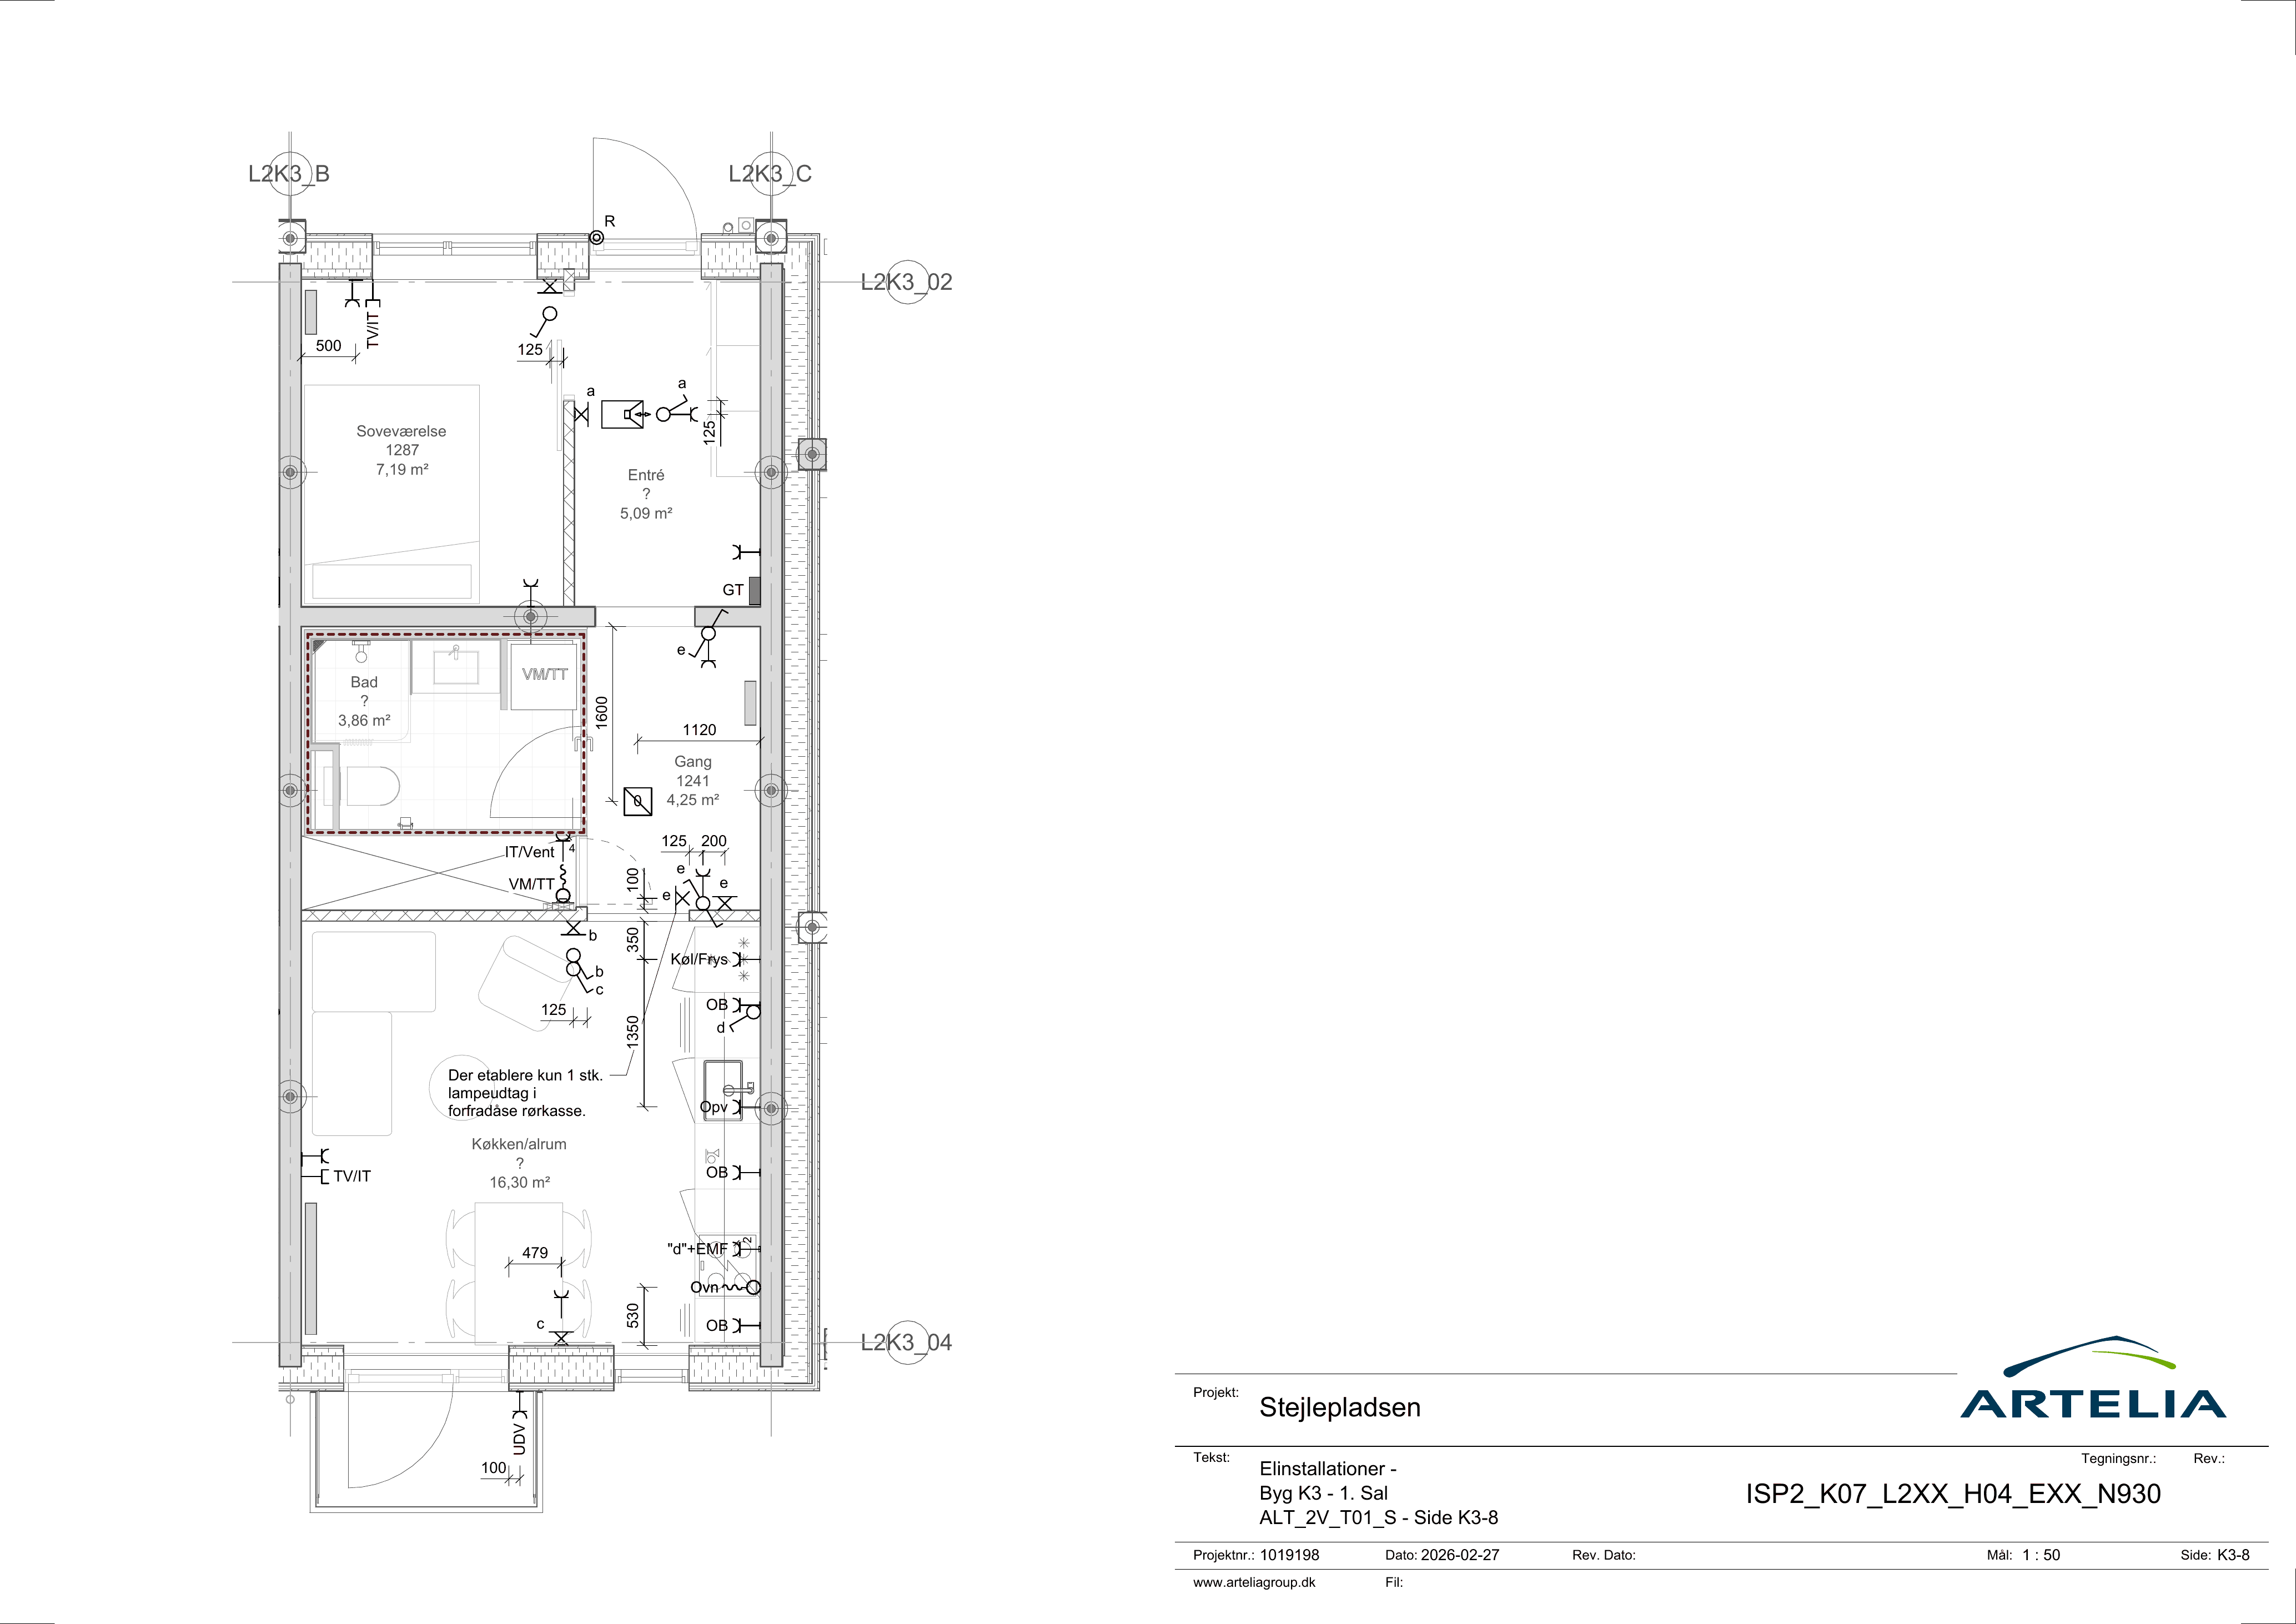 L2K3_B
L2K3_C
R
L2K3_02
TV/IT
500
125
a
a
125
Soveværelse
1287
7,19 m²
Entré
?
5,09 m²
GT
e
VM/TT
Bad
?
3,86 m²
1600
1120
Gang
1241
4,25 m²
0
125
200
IT/Vent
4
VM/TT
100
e
e
e
b
350
Køl/Frys
b
c
OB
125
d
1350
Der etablere kun 1 stk.
lampeudtag i
forfradåse rørkasse.
Opv
Køkken/alrum
?
16,30 m²
TV/IT
OB
479
"d"+EMF
2
Ovn
530
c
OB
L2K3_04
UDV
100
ARTELIA
Projekt:
Stejlepladsen
Tekst:
Elinstallationer -
Byg K3 - 1. Sal
ALT_2V_T01_S - Side K3-8
Tegningsnr.:
Rev.:
ISP2_K07_L2XX_H04_EXX_N930
Projektnr.: 1019198
Dato: 2026-02-27
Rev. Dato:
Mål: 1 : 50
Side: K3-8
www.arteliagroup.dk
Fil: